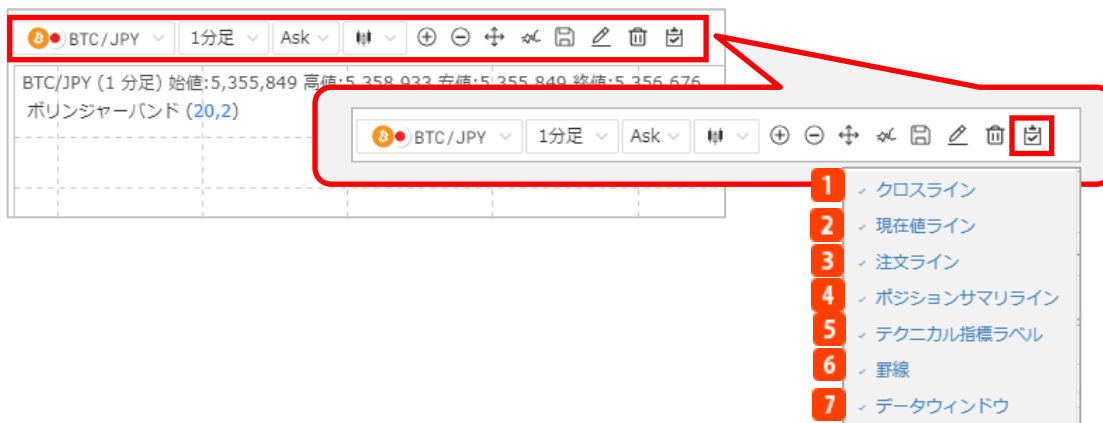 BTC/JPY 1分足 Ask
BTC/JPY (1 分足) 始値:5,355,849 高値:5,358,933 安値:5,355,849 終値:5,356,676
ボリンジャーバンド (20,2)
BTC/JPY 1分足 Ask
1 クロスライン
2 現在値ライン
3 注文ライン
4 ポジションサマリライン
5 テクニカル指標ラベル
6 罫線
7 データウィンドウ